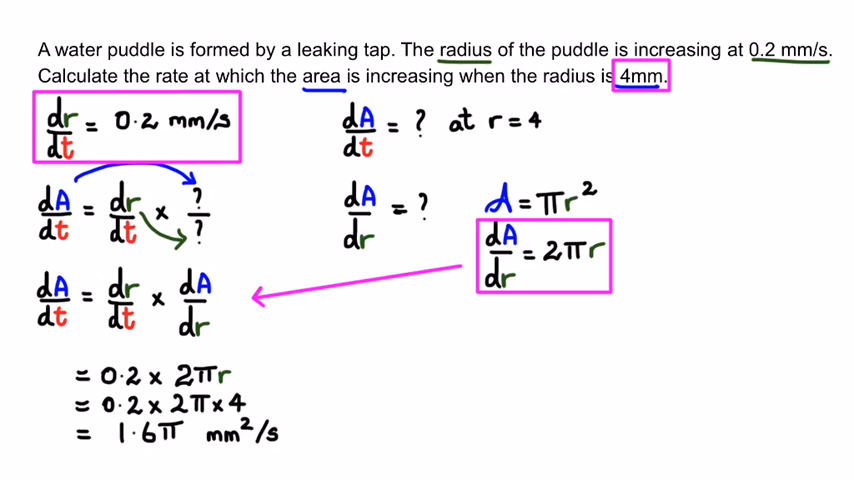 A water puddle is formed by a leaking tap. The radius of the puddle is increasing at 0.2 mm/s.
Calculate the rate at which the area is increasing when the radius is 4mm.
dr/dt = 0.2 mm/s
dA/dt = ? at r = 4
dA/dt = dr/dt × ?/?
dA/dr = ?
A = πr²
dA/dr = 2πr
dA/dt = dr/dt × dA/dr
= 0.2 × 2πr
= 0.2 × 2π × 4
= 1.6π mm²/s